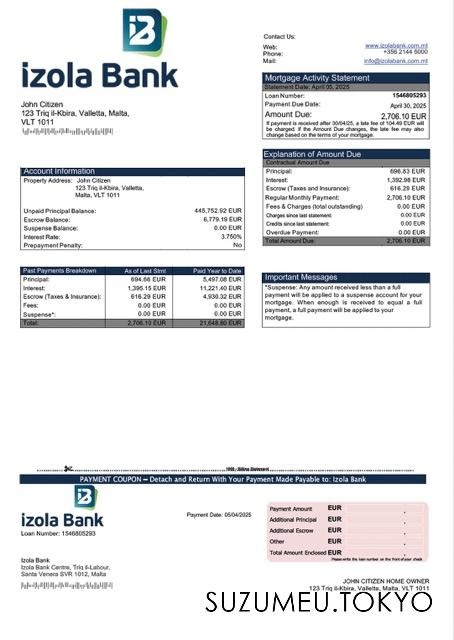 izola Bank
Contact Us:
Web: www.izolabank.com.mt
Phone: +356 2144 5000
Mail: info@izolabank.com.mt
John Citizen
123 Triq il-Kbira, Valletta, Malta,
VLT 1011
Mortgage Activity Statement
Statement Date: April 05, 2025
Loan Number: 1546805293
Payment Due Date: April 30, 2025
Amount Due: 2,706.10 EUR
If payment is received after 30/04/25, a late fee of 104.49 EUR will
be charged. If the Amount Due changes, the late fee may also
change based on the terms of your mortgage.
Explanation of Amount Due
Contractual Amount Due
Principal: 696.83 EUR
Interest: 1,392.98 EUR
Escrow (Taxes and Insurance): 616.29 EUR
Regular Monthly Payment: 2,706.10 EUR
Fees & Charges (total outstanding) 0.00 EUR
Charges since last statement: 0.00 EUR
Credits since last statement: 0.00 EUR
Overdue Payment: 0.00 EUR
Total Amount Due: 2,706.10 EUR
Account Information
Property Address: John Citizen
123 Triq il-Kbira, Valletta,
Malta, VLT 1011
Unpaid Principal Balance: 445,752.92 EUR
Escrow Balance: 6,779.19 EUR
Suspense Balance: 0.00 EUR
Interest Rate: 3.750%
Prepayment Penalty: No
Past Payments Breakdown As of Last Stmt Paid Year to Date
Principal: 694.66 EUR 5,497.08 EUR
Interest: 1,395.15 EUR 11,221.40 EUR
Escrow (Taxes & Insurance): 616.29 EUR 4,930.32 EUR
Fees: 0.00 EUR 0.00 EUR
Suspense*: 0.00 EUR 0.00 EUR
Total: 2,706.10 EUR 21,648.80 EUR
Important Messages
*Suspense: Any amount received less than a full
payment will be applied to a suspense account for your
mortgage. When enough is received to equal a full
payment, a full payment will be applied to your
mortgage.
Billing Statement
PAYMENT COUPON – Detach and Return With Your Payment Made Payable to: Izola Bank
izola Bank
Loan Number: 1546805293
Payment Date: 05/04/2025
Payment Amount EUR
Additional Principal EUR
Additional Escrow EUR
Other EUR
Total Amount Enclosed EUR
Please write the loan number on the front of your check
Izola Bank
Izola Bank Centre, Triq il-Labour,
Santa Venera SVR 1012, Malta
JOHN CITIZEN HOME OWNER
123 Triq il-Kbira, Valletta, Malta, VLT 1011
SUZUMEU.TOKYO